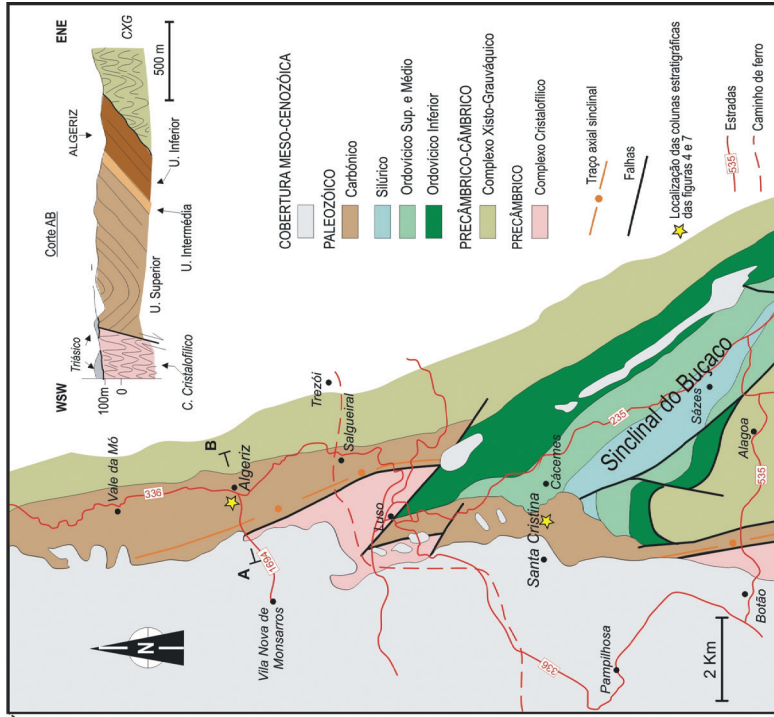 Corte AB
WSW
ENE
Triásico
ALGERIZ
CXG
100m
0
500 m
C. Cristalofílico
U. Superior
U. Intermédia
U. Inferior
COBERTURA MESO-CENOZÓICA
PALEOZÓICO
Carbónico
Silúrico
Ordovícico Sup. e Médio
Ordovícico Inferior
PRECÂMBRICO-CÂMBRICO
Complexo Xisto-Grauváquico
PRECÂMBRICO
Complexo Cristalofílico
Traço axial sinclinal
Falhas
Localização das colunas estratigráficas
das figuras 4 e 7
535
Estradas
Caminho de ferro
N
Vale da Mó
336
B
Algeriz
A
1694
Vila Nova de
Monsarros
Trezói
Salgueiral
Luso
235
Cácemes
Santa Cristina
Sinclinal do Buçaco
Sázes
336
Pampilhosa
Alagoa
535
Botão
2 Km